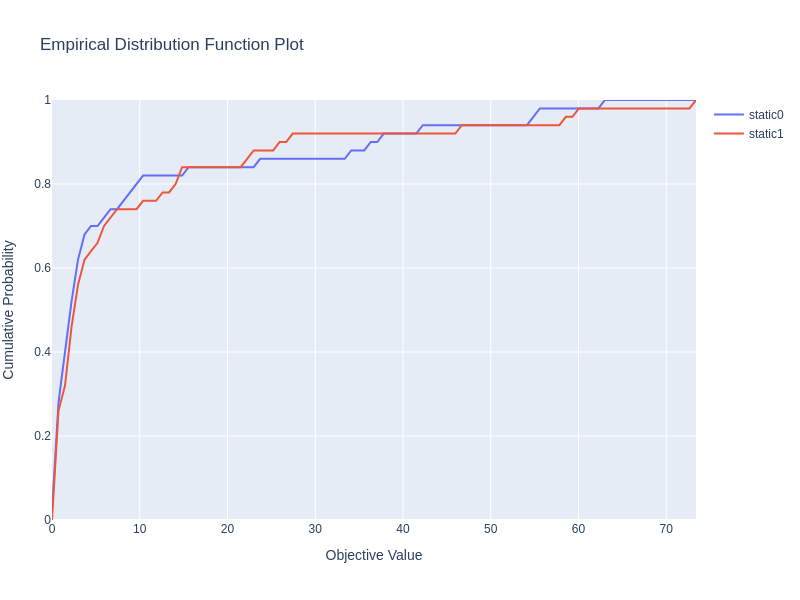 Empirical Distribution Function Plot
static0
static1
1
0.8
0.6
0.4
0.2
0
Cumulative Probability
0
10
20
30
40
50
60
70
Objective Value